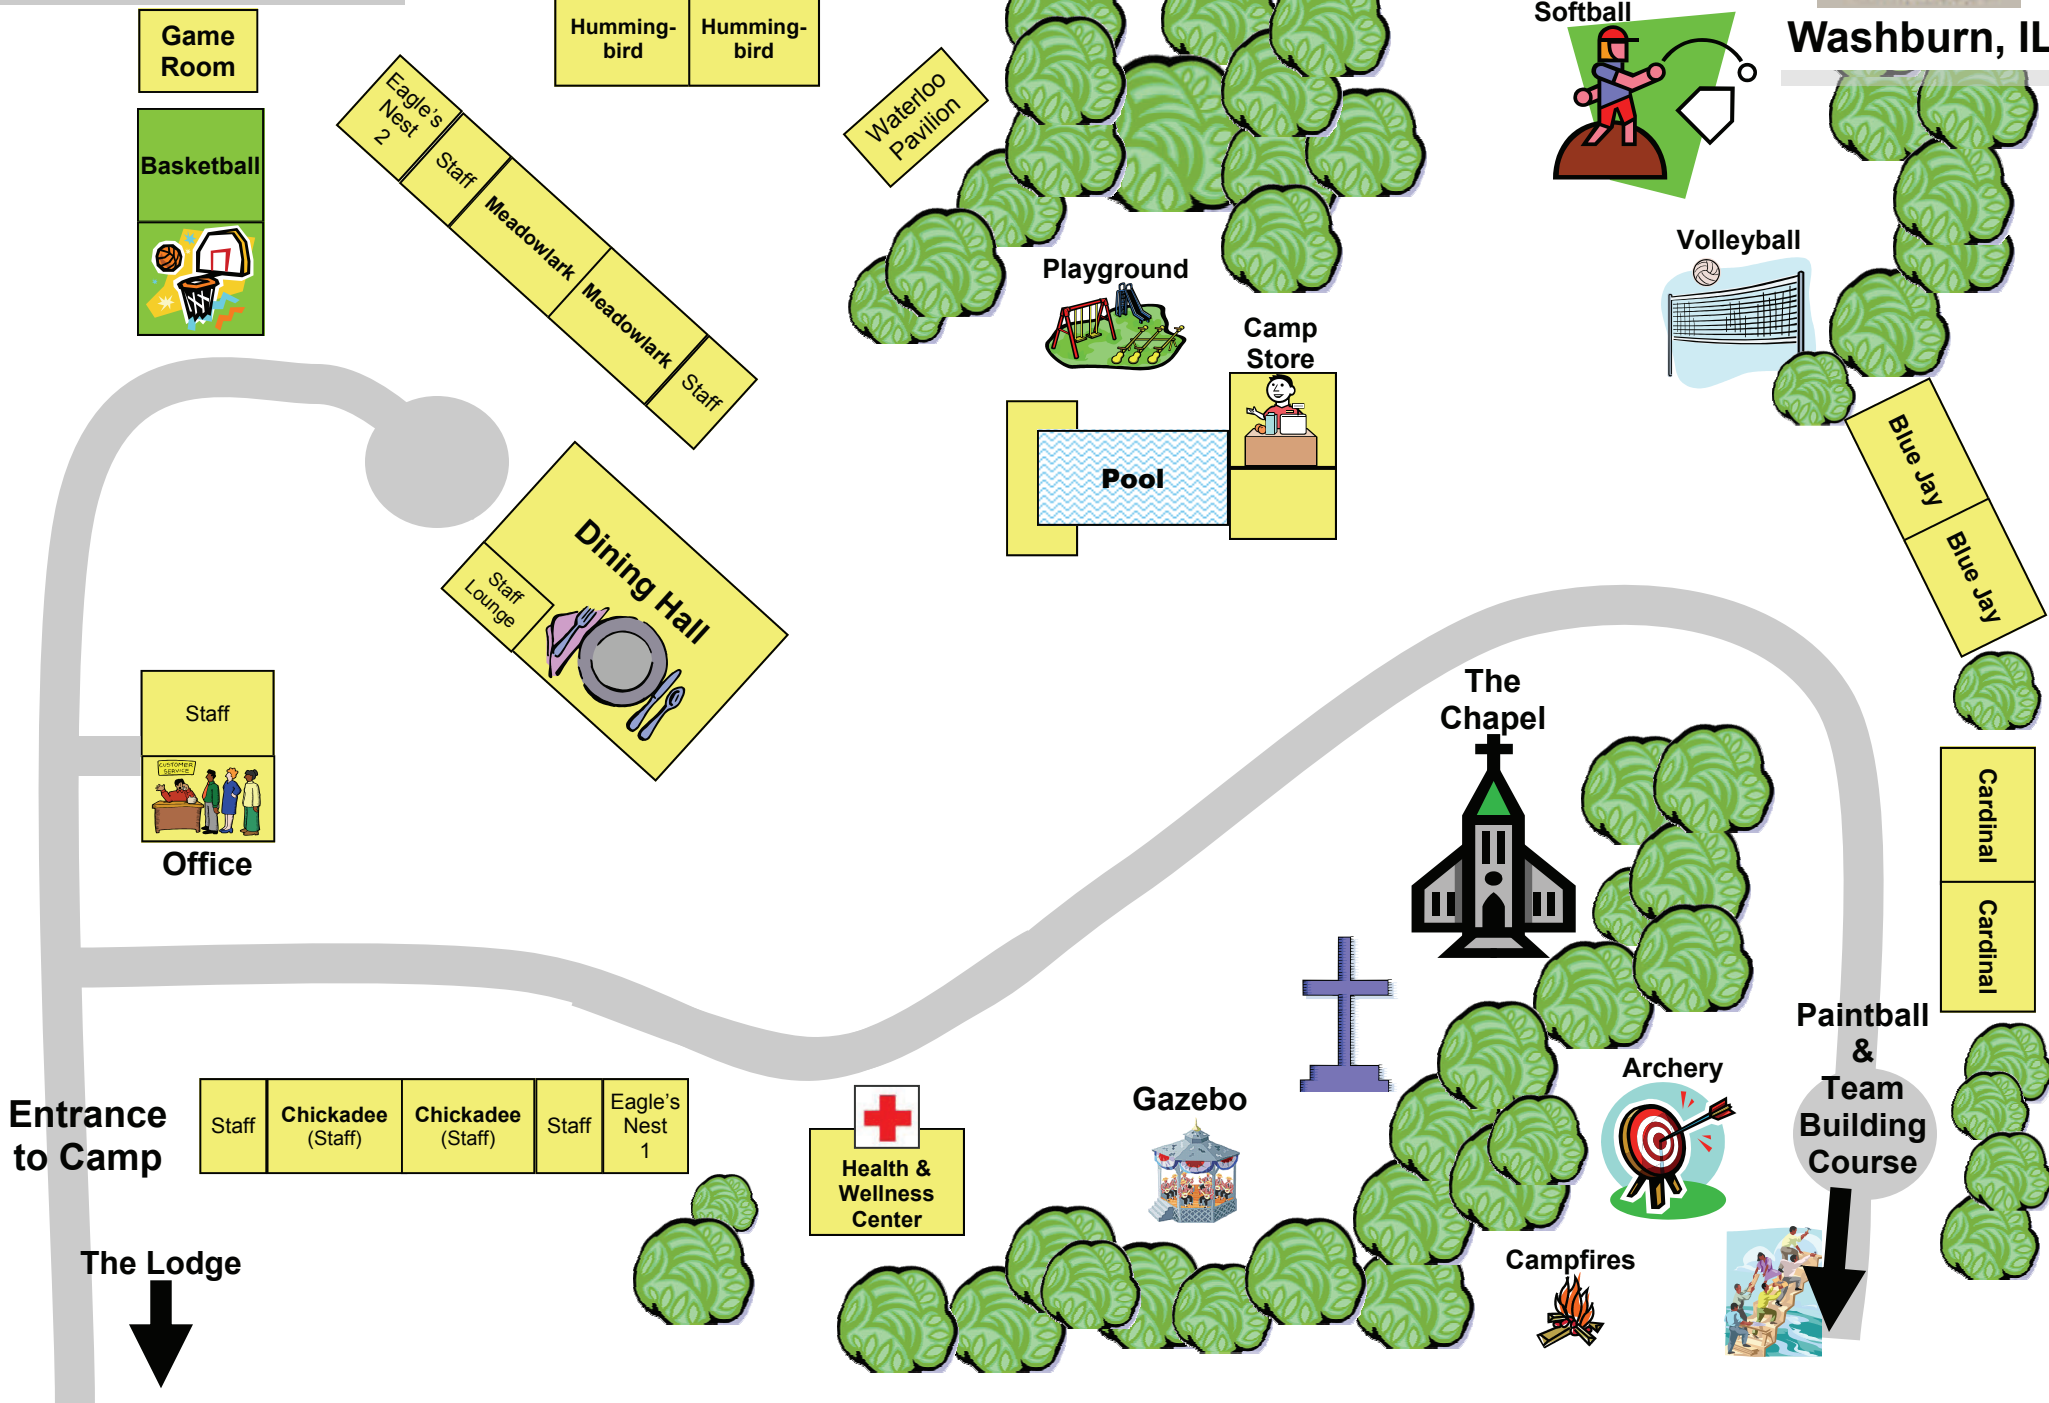 Softball
Washburn, IL
Game
Room
Humming-
bird
Humming-
bird
Eagle's
Nest
2
Staff
Meadowlark
Meadowlark
Staff
Waterloo
Pavilion
Basketball
Volleyball
Playground
Camp
Store
Pool
Blue Jay
Blue Jay
Dining Hall
Staff
Lounge
Staff
CUSTOMER
SERVICE
Office
The
Chapel
Cardinal
Cardinal
Paintball
&
Team
Building
Course
Archery
Gazebo
Entrance
to Camp
Staff
Chickadee
(Staff)
Chickadee
(Staff)
Staff
Eagle's
Nest
1
Health &
Wellness
Center
The Lodge
Campfires